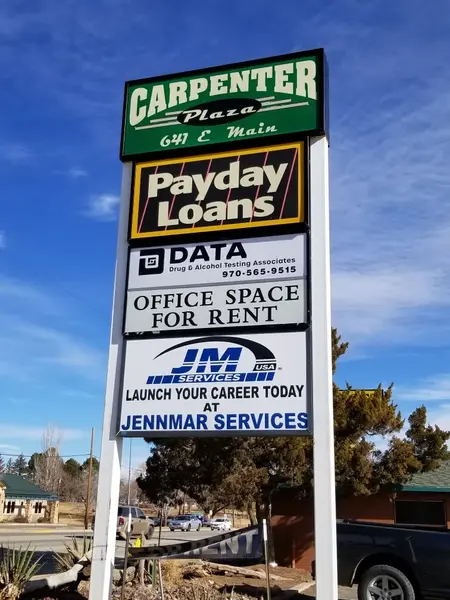 CARPENTER
Plaza
641 E Main
Payday
Loans
DATA
Drug & Alcohol Testing Associates
970-565-9515
OFFICE SPACE
FOR RENT
JM
USA
SERVICES
LAUNCH YOUR CAREER TODAY
AT
JENNMAR SERVICES
RENT